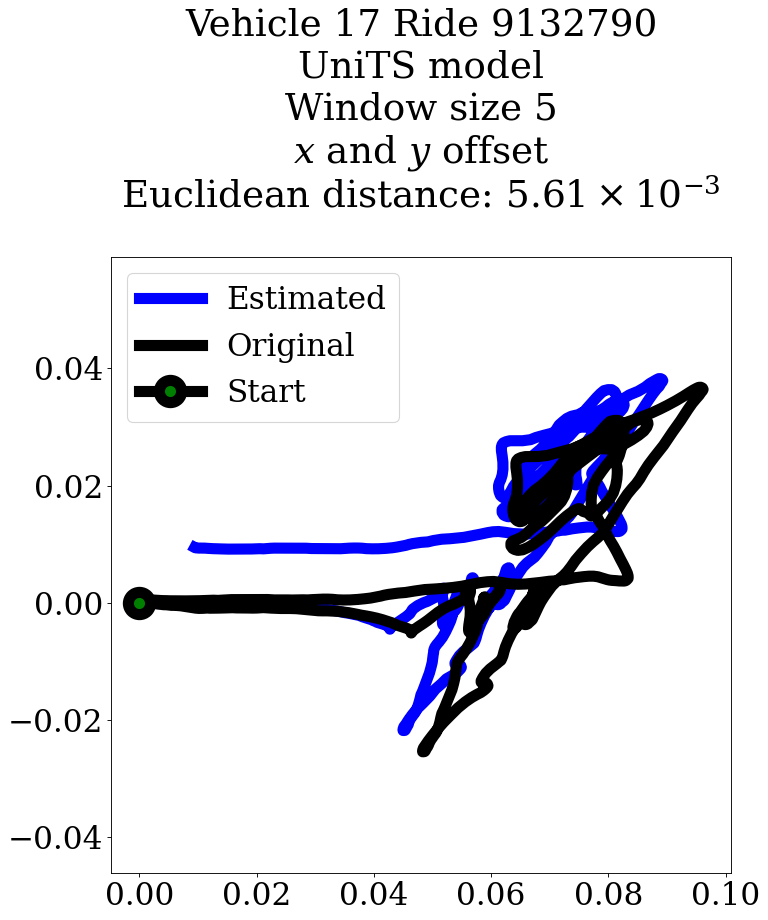 Vehicle 17 Ride 9132790
UniTS model
Window size 5
x and y offset
Euclidean distance: 5.61 × 10⁻³
Estimated
Original
Start
0.04
0.02
0.00
−0.02
−0.04
0.00 0.02 0.04 0.06 0.08 0.10